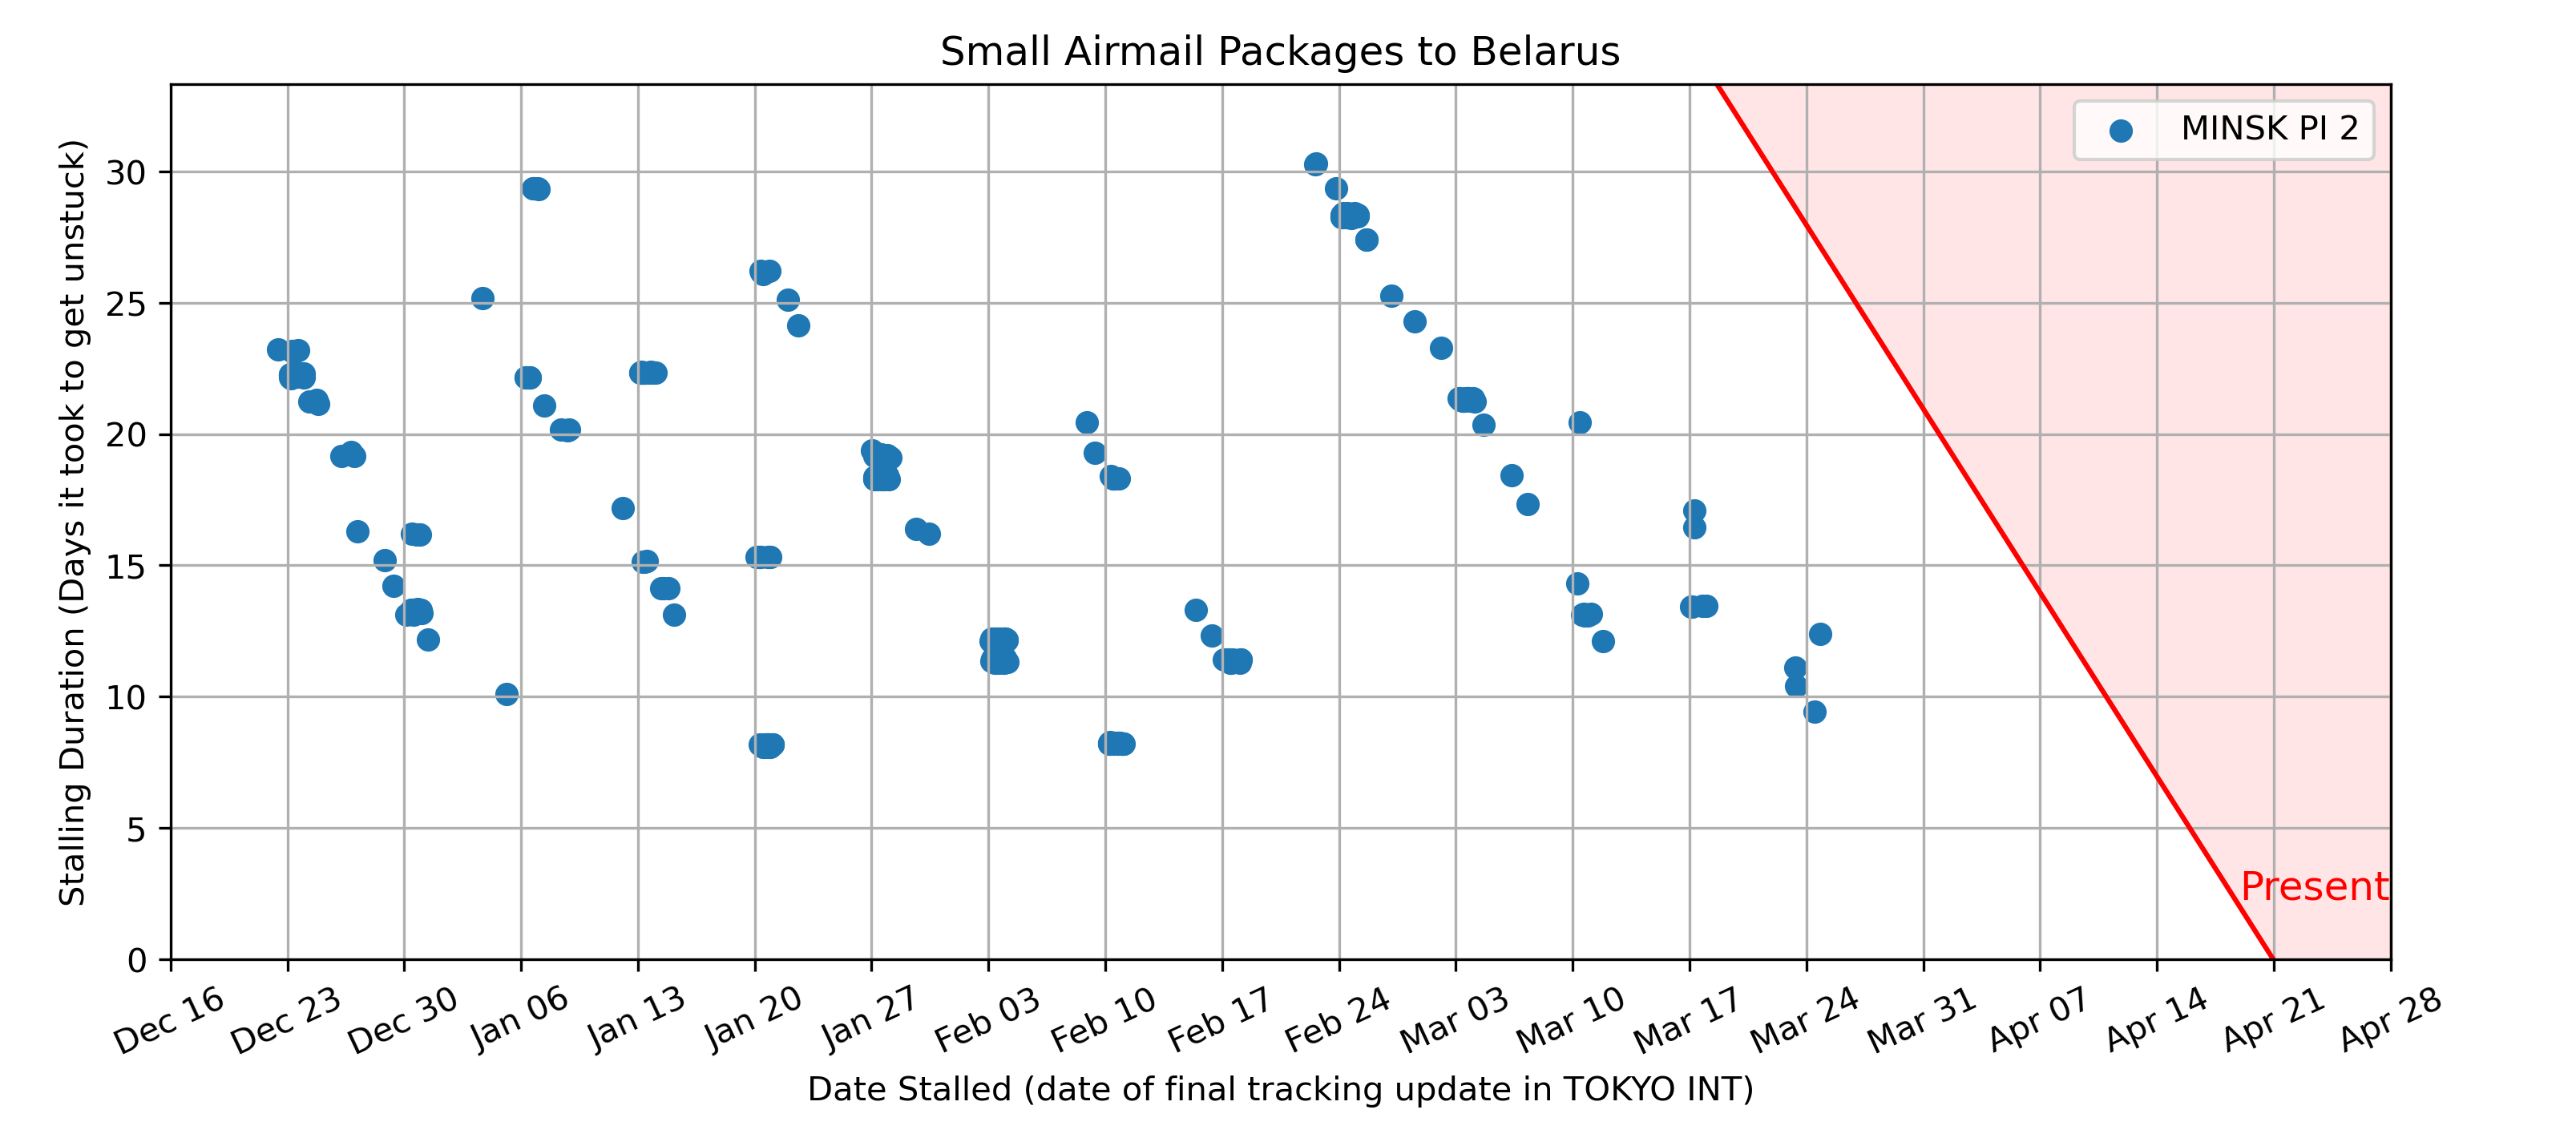 Small Airmail Packages to Belarus
MINSK PI 2
Stalling Duration (Days it took to get unstuck)
30
25
20
15
10
5
0
Present
Dec 16
Dec 23
Dec 30
Jan 06
Jan 13
Jan 20
Jan 27
Feb 03
Feb 10
Feb 17
Feb 24
Mar 03
Mar 10
Mar 17
Mar 24
Mar 31
Apr 07
Apr 14
Apr 21
Apr 28
Date Stalled (date of final tracking update in TOKYO INT)